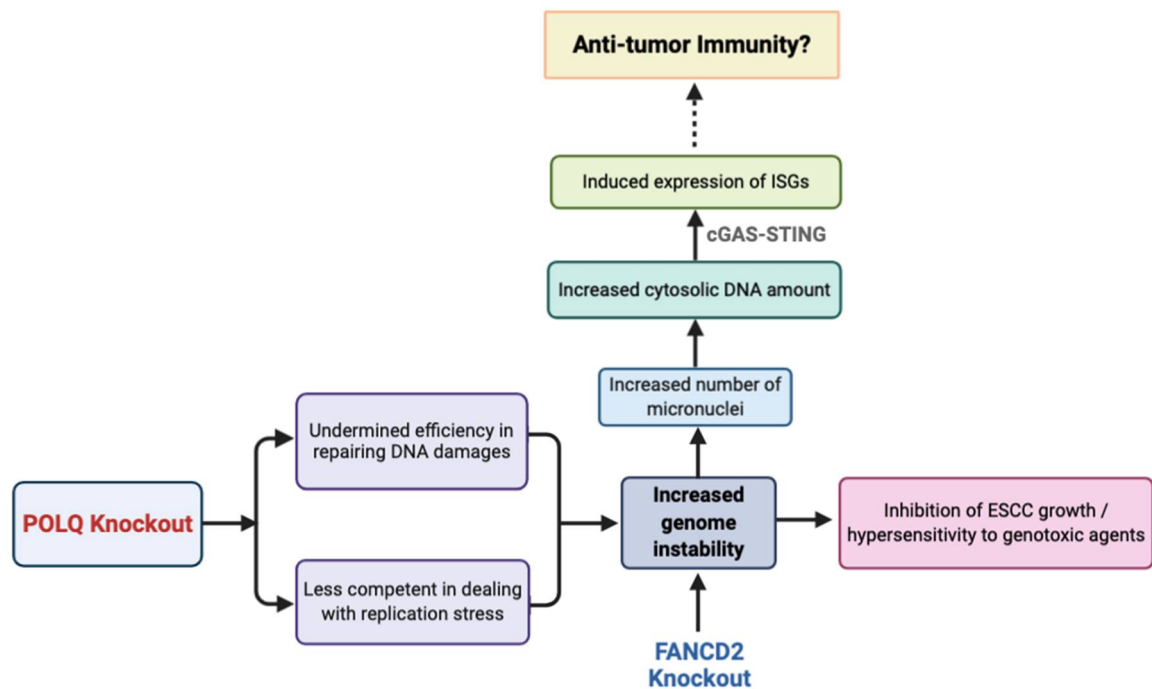 Anti-tumor Immunity?
Induced expression of ISGs
cGAS-STING
Increased cytosolic DNA amount
Increased number of
micronuclei
Undermined efficiency in
repairing DNA damages
POLQ Knockout
Increased
genome
instability
Inhibition of ESCC growth /
hypersensitivity to genotoxic agents
Less competent in dealing
with replication stress
FANCD2
Knockout